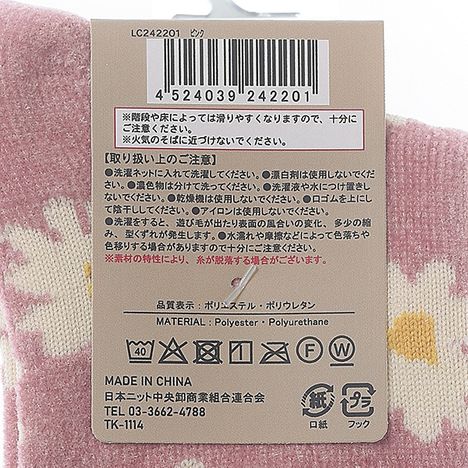 LC242201 ピンク
4 524039 242201
※階段や床によっては滑りやすくなりますので、十分に
ご注意ください。
※火気のそばに近づけないでください。
【取り扱い上のご注意】
●洗濯ネットに入れて洗濯してください。●漂白剤は使用しないでくだ
さい。●濃色物は分けて洗ってください。●洗濯液や水につけ置きし
ないでください。●乾燥機は使用しないでください。●口ゴムを上にし
て陰干ししてください。●アイロンは使用しないでください。
●洗濯をすると、遊び毛が出たり表面の風合いの変化、多少の縮
み、型くずれが発生します。●水濡れや摩擦などによって色落ちや
色移りする場合がありますので十分にご注意ください。
※素材の特性により、糸が脱落する場合がございます。
品質表示：ポリエステル・ポリウレタン
MATERIAL : Polyester・Polyurethane
40 F W
MADE IN CHINA
日本ニット中央卸商業組合連合会
TEL 03-3662-4788
TK-1114
紙 プラ
口紙 フック